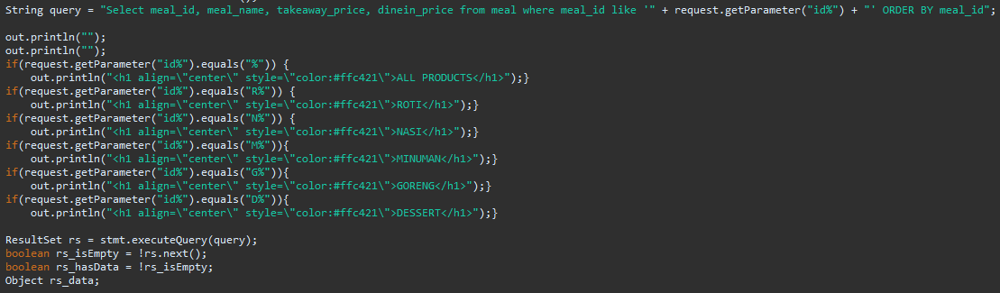 String query = "Select meal_id, meal_name, takeaway_price, dinein_price from meal where meal_id like '" + request.getParameter("id%") + "' ORDER BY meal_id";
out.println("");
out.println("");
if(request.getParameter("id%").equals("%")) {
out.println("<h1 align=\"center\" style=\"color:#ffc421\">ALL PRODUCTS</h1>");}
if(request.getParameter("id%").equals("R%")) {
out.println("<h1 align=\"center\" style=\"color:#ffc421\">ROTI</h1>");}
if(request.getParameter("id%").equals("N%")) {
out.println("<h1 align=\"center\" style=\"color:#ffc421\">NASI</h1>");}
if(request.getParameter("id%").equals("M%")){
out.println("<h1 align=\"center\" style=\"color:#ffc421\">MINUMAN</h1>");}
if(request.getParameter("id%").equals("G%")){
out.println("<h1 align=\"center\" style=\"color:#ffc421\">GORENG</h1>");}
if(request.getParameter("id%").equals("D%")){
out.println("<h1 align=\"center\" style=\"color:#ffc421\">DESSERT</h1>");}
ResultSet rs = stmt.executeQuery(query);
boolean rs_isEmpty = !rs.next();
boolean rs_hasData = !rs_isEmpty;
Object rs_data;